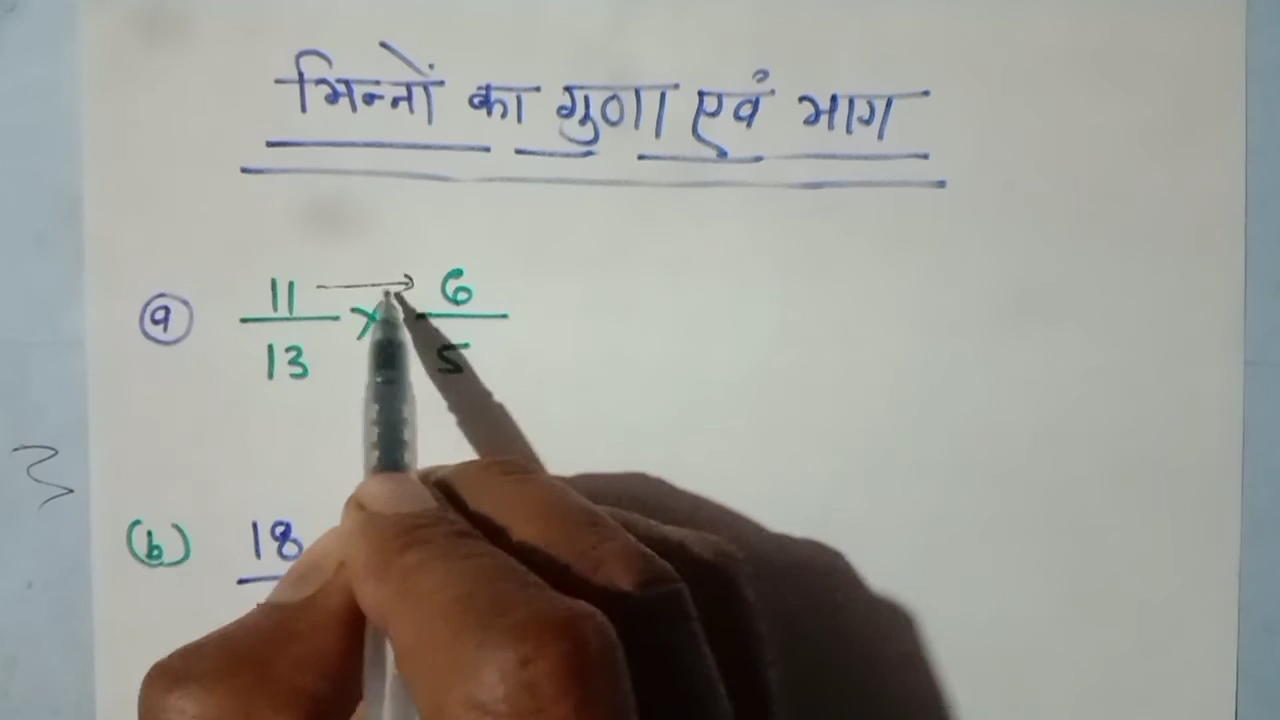 भिन्नों का गुणा एवं भाग
(a) 11/13 × 6/5
(b) 18